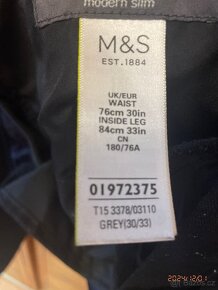 modern slim
M&S
EST.1884
UK/EUR
WAIST
76cm 30in
INSIDE LEG
84cm 33in
CN
180/76A
01972375
T15 3378/03110
GREY(30/33)